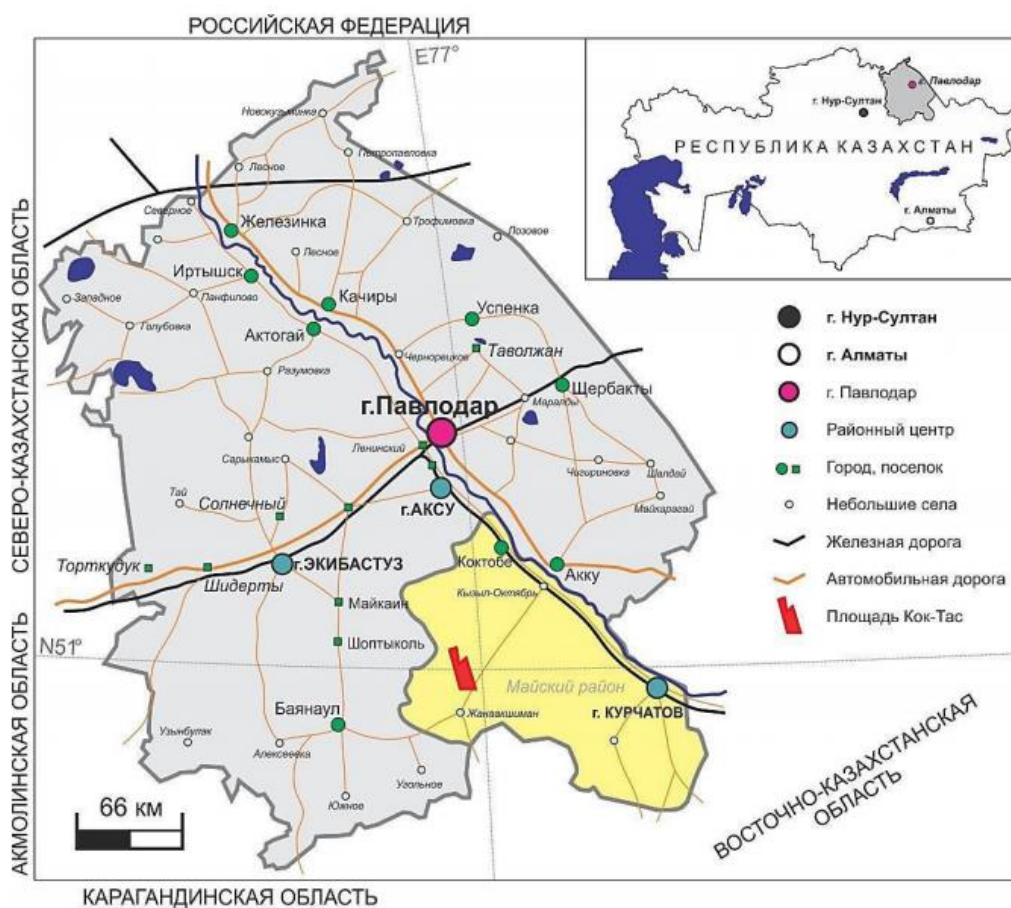 РОССИЙСКАЯ ФЕДЕРАЦИЯ
E77°
Новокузьминка
г. Павлодар
г. Нур-Султан
РЕСПУБЛИКА КАЗАХСТАН
г. Алматы
Петропавловка
Лесное
Северное
Железинка
Трофимовка
Лозовое
Лесное
Иртышск
Западное
Панфилово
Качиры
Успенка
Голубовка
Актогай
Чернорецкое
Таволжан
Разумовка
Щербакты
Маралды
г.Павлодар
Ленинский
Сарыкамыс
Чигириновка
Шалдай
Тай
Солнечный
Майкарагай
г.АКСУ
Торткудук
Шидерты
г.ЭКИБАСТУЗ
Коктобе
Акку
Кызыл-Октябрь
Майкаин
Шоптыколь
N51°
Майский район
Баянаул
Жанаакшиман
г. КУРЧАТОВ
Узынбулак
Алексеевка
Угольное
Южное
66 км
СЕВЕРО-КАЗАХСТАНСКАЯ ОБЛАСТЬ
АКМОЛИНСКАЯ ОБЛАСТЬ
КАРАГАНДИНСКАЯ ОБЛАСТЬ
ВОСТОЧНО-КАЗАХСТАНСКАЯ
ОБЛАСТЬ
г. Нур-Султан
г. Алматы
г. Павлодар
Районный центр
Город, поселок
Небольшие села
Железная дорога
Автомобильная дорога
Площадь Кок-Тас